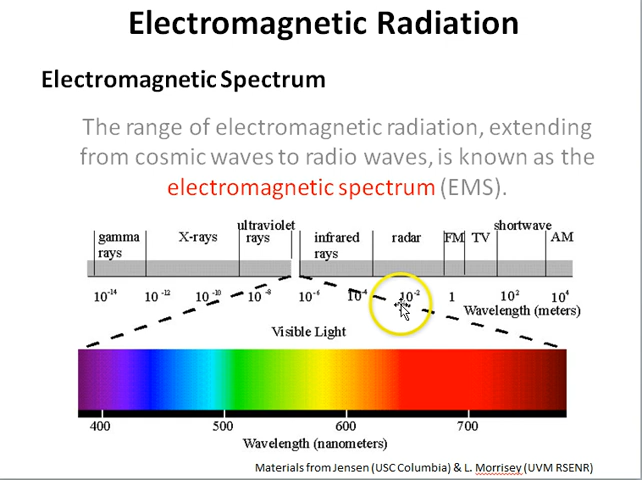 Electromagnetic Radiation
Electromagnetic Spectrum
The range of electromagnetic radiation, extending
from cosmic waves to radio waves, is known as the
electromagnetic spectrum (EMS).
gamma rays
X-rays
ultraviolet rays
infrared rays
radar
FM
TV
shortwave
AM
10⁻¹⁴ 10⁻¹² 10⁻¹⁰ 10⁻⁸ 10⁻⁶ 10⁻⁴ 10⁻² 1 10² 10⁴
Wavelength (meters)
Visible Light
400 500 600 700
Wavelength (nanometers)
Materials from Jensen (USC Columbia) & L. Morrisey (UVM RSENR)